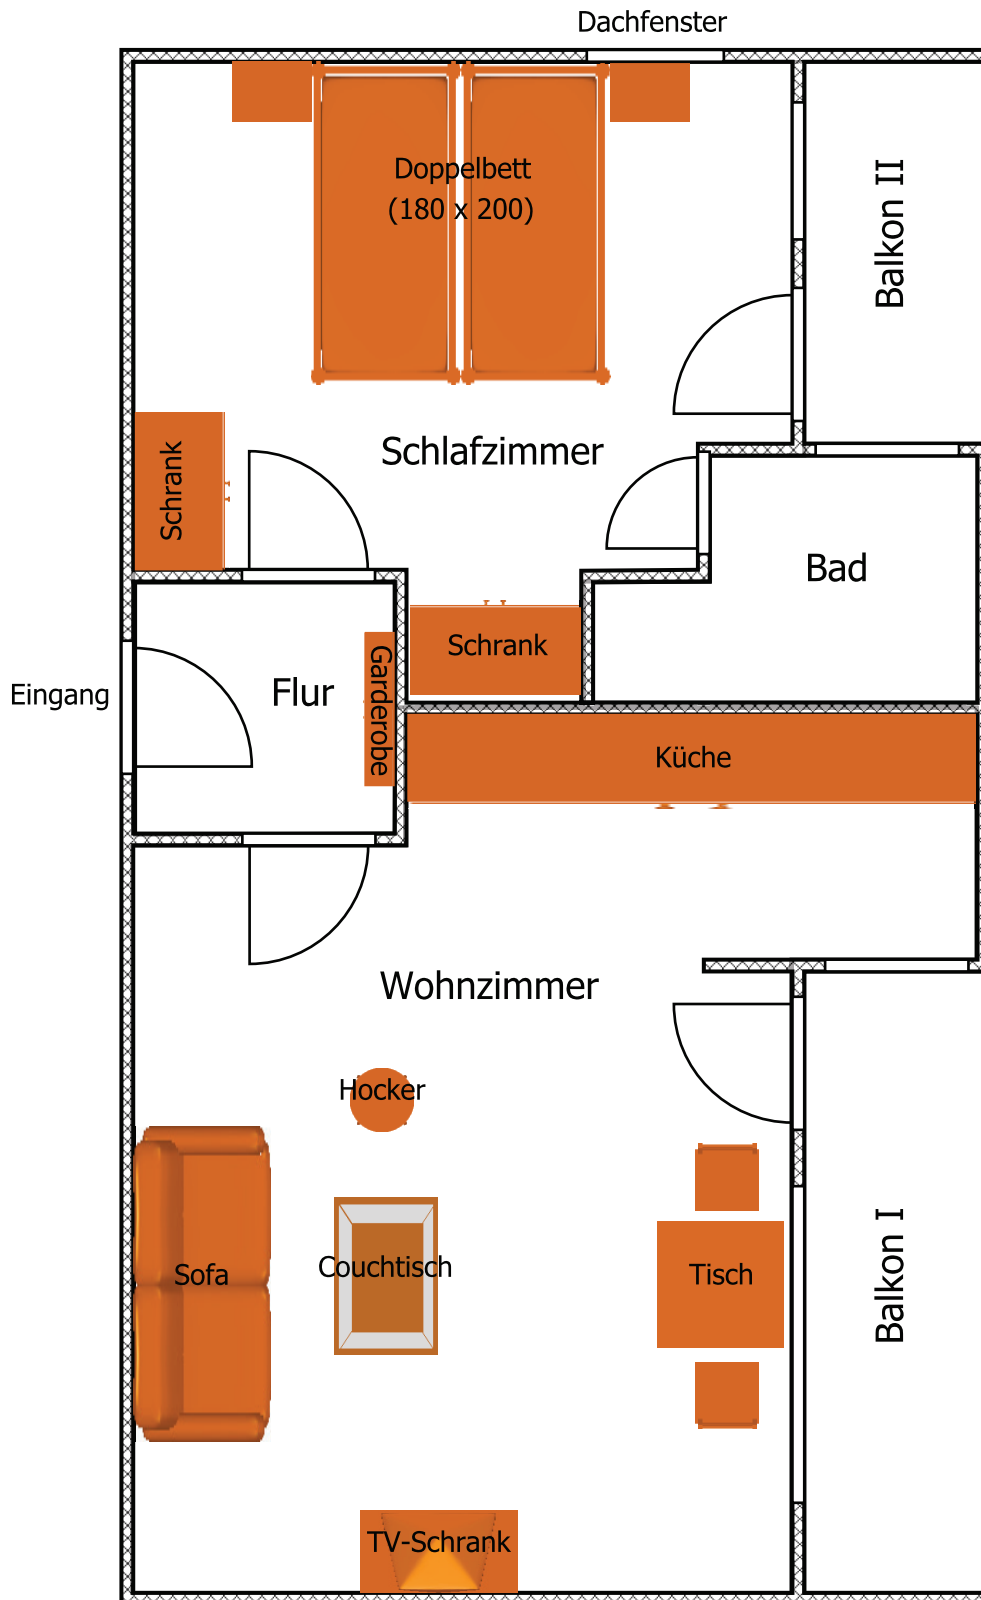 Dachfenster
Doppelbett
(180 x 200)
Balkon II
Schlafzimmer
Schrank
Bad
Schrank
Eingang
Flur
Garderobe
Küche
Wohnzimmer
Hocker
Sofa
Couchtisch
Tisch
Balkon I
TV-Schrank